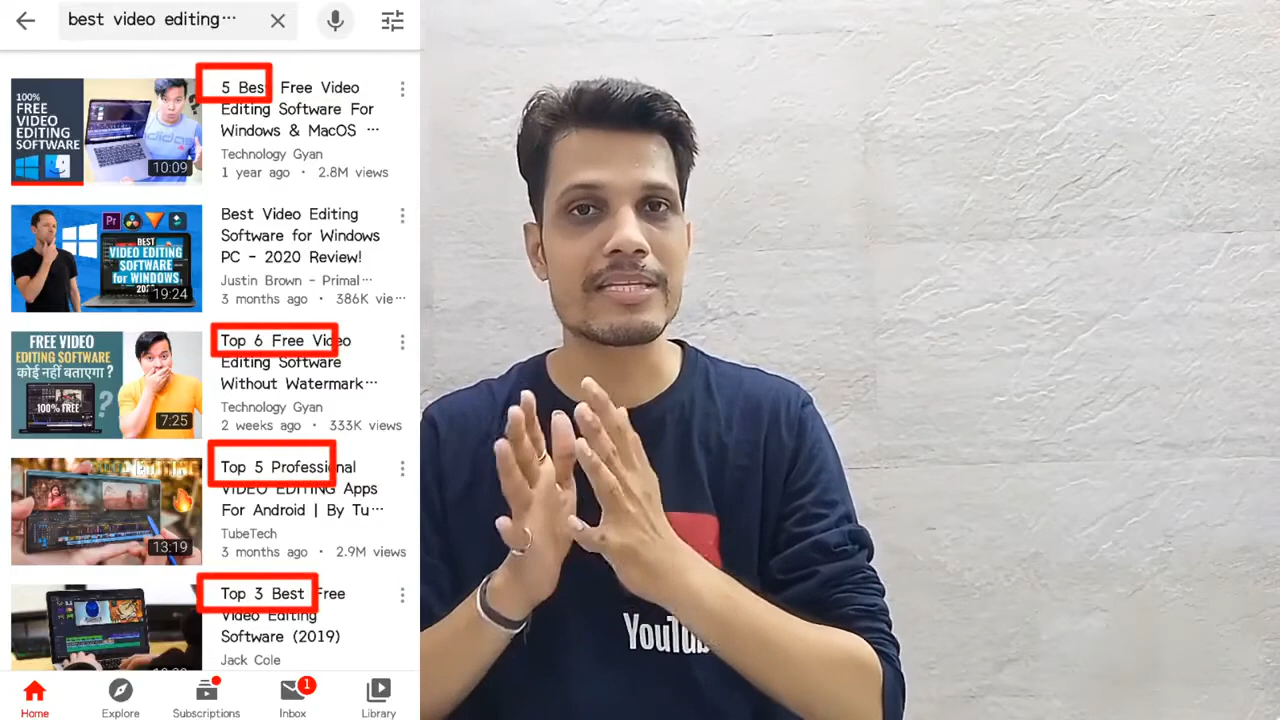 best video editing…
100%
FREE
VIDEO
EDITING
SOFTWARE
adidas
10:09
5 Bes Free Video
Editing Software For
Windows & MacOS …
Technology Gyan
1 year ago • 2.8M views
Pr
BEST
VIDEO EDITING
SOFTWARE
for WINDOWS
19:24
Best Video Editing
Software for Windows
PC - 2020 Review!
Justin Brown - Primal…
3 months ago • 386K vie…
FREE VIDEO
EDITING SOFTWARE
कोई नहीं बताएगा ?
100% FREE
?
7:25
Top 6 Free Video
Editing Software
Without Watermark…
Technology Gyan
2 weeks ago • 333K views
13:19
Top 5 Professional
VIDEO EDITING Apps
For Android | By Tu…
TubeTech
3 months ago • 2.9M views
Top 3 Best Free
Video Editing
Software (2019)
Jack Cole
1
Home
Explore
Subscriptions
Inbox
Library
YouTub